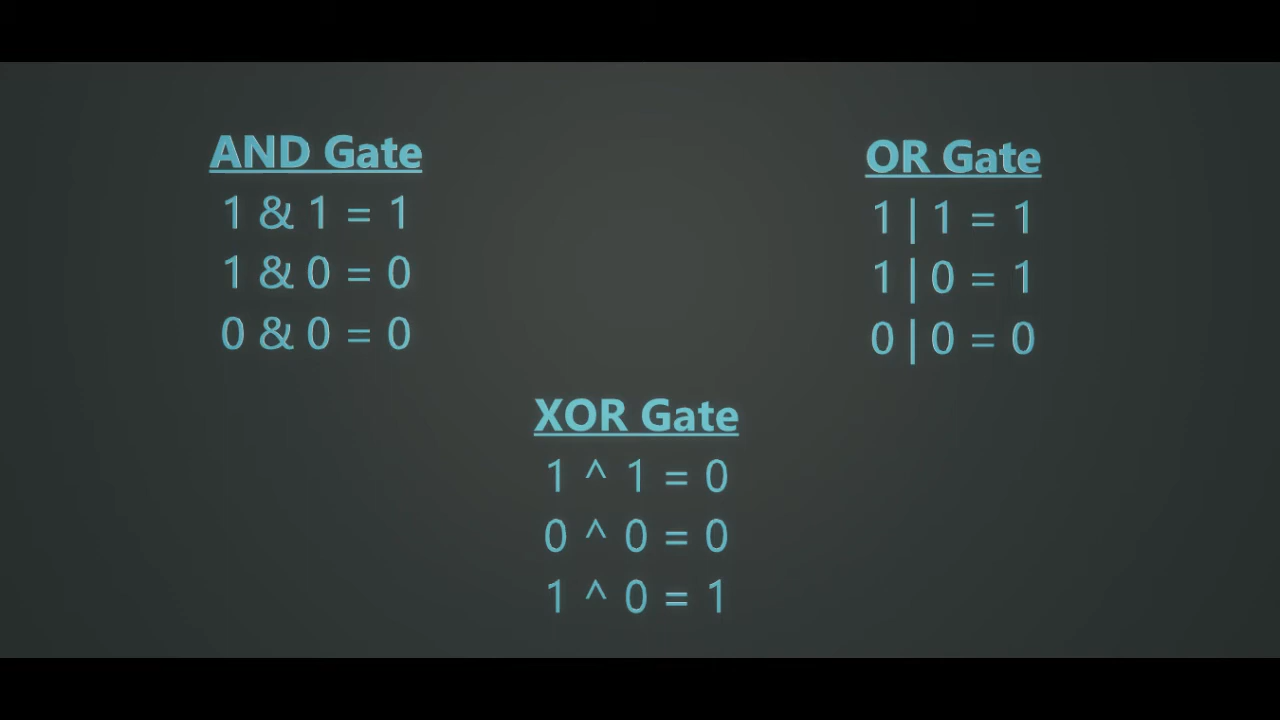 AND Gate
1 & 1 = 1
1 & 0 = 0
0 & 0 = 0
OR Gate
1 | 1 = 1
1 | 0 = 1
0 | 0 = 0
XOR Gate
1 ^ 1 = 0
0 ^ 0 = 0
1 ^ 0 = 1